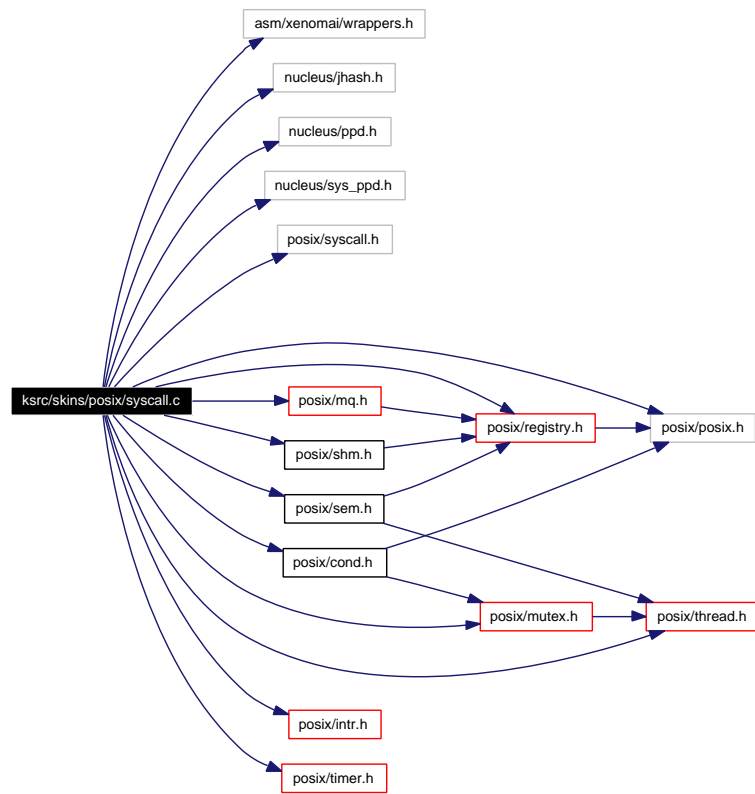 asm/xenomai/wrappers.h
nucleus/jhash.h
nucleus/ppd.h
nucleus/sys_ppd.h
posix/syscall.h
ksrc/skins/posix/syscall.c
posix/mq.h
posix/registry.h
posix/posix.h
posix/shm.h
posix/sem.h
posix/cond.h
posix/mutex.h
posix/thread.h
posix/intr.h
posix/timer.h